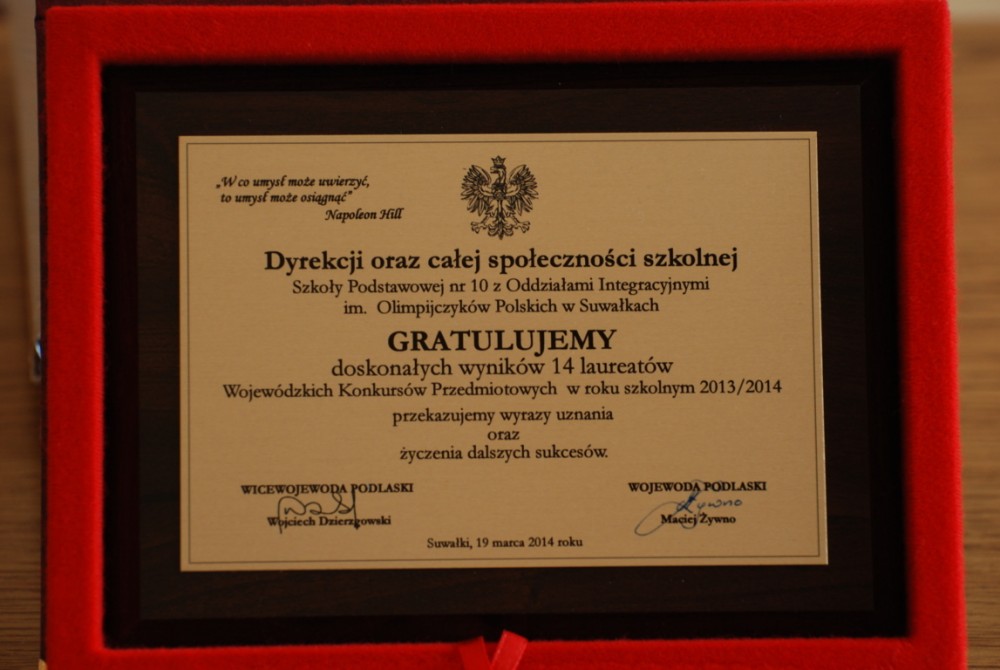 „W co umysł może uwierzyć,
to umysł może osiągnąć”
Napoleon Hill
Dyrekcji oraz całej społeczności szkolnej
Szkoły Podstawowej nr 10 z Oddziałami Integracyjnymi
im. Olimpijczyków Polskich w Suwałkach
GRATULUJEMY
doskonałych wyników 14 laureatów
Wojewódzkich Konkursów Przedmiotowych w roku szkolnym 2013/2014
przekazujemy wyrazy uznania
oraz
życzenia dalszych sukcesów.
WICEWOJEWODA PODLASKI
Wojciech Dzierzgowski
WOJEWODA PODLASKI
Żywno
Maciej Żywno
Suwałki, 19 marca 2014 roku